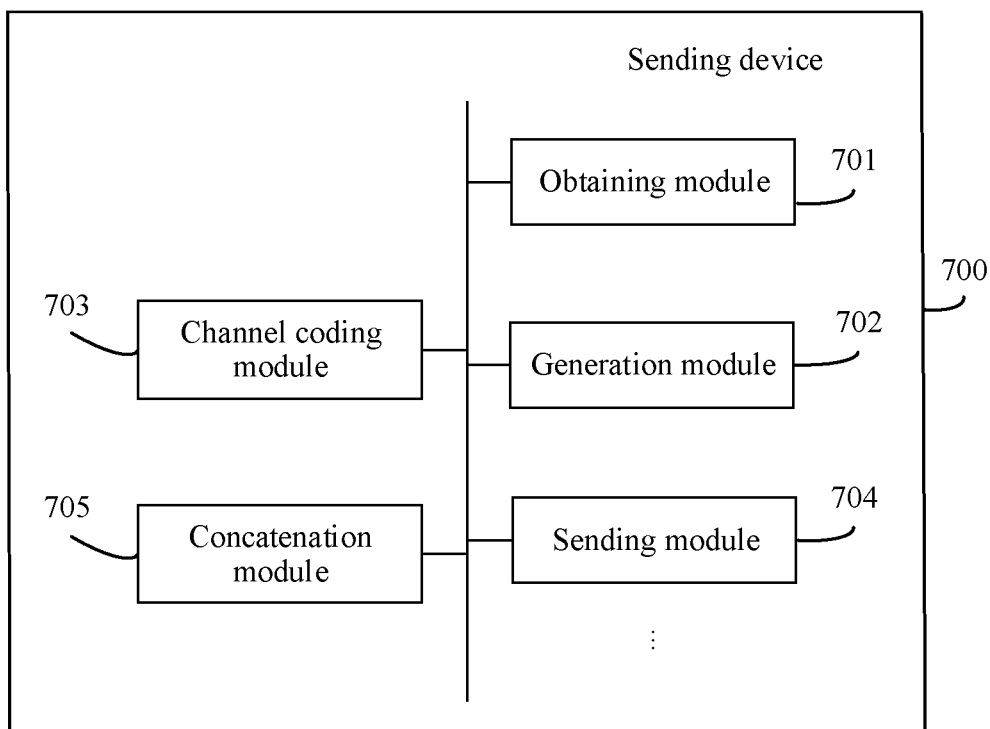 Sending device
701
Obtaining module
700
703
Channel coding
module
702
Generation module
705
Concatenation
module
704
Sending module
⋮